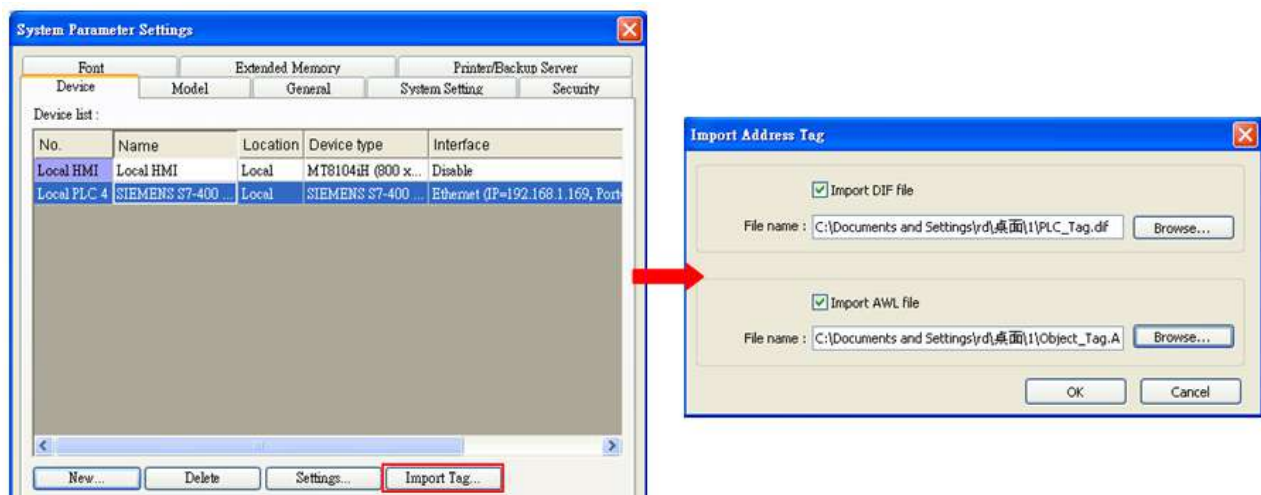 System Parameter Settings
Font Extended Memory Printer/Backup Server
Device Model General System Setting Security
Device list :
No. Name Location Device type Interface
Local HMI Local HMI Local MT8104iH (800 x... Disable
Local PLC 4 SIEMENS S7-400 ... Local SIEMENS S7-400 ... Ethernet (IP=192.168.1.169, Port
New... Delete Settings... Import Tag...
Import Address Tag
Import DIF file
File name : C:\Documents and Settings\rd\桌面\1\PLC_Tag.dif Browse...
Import AWL file
File name : C:\Documents and Settings\rd\桌面\1\Object_Tag.A Browse...
OK Cancel